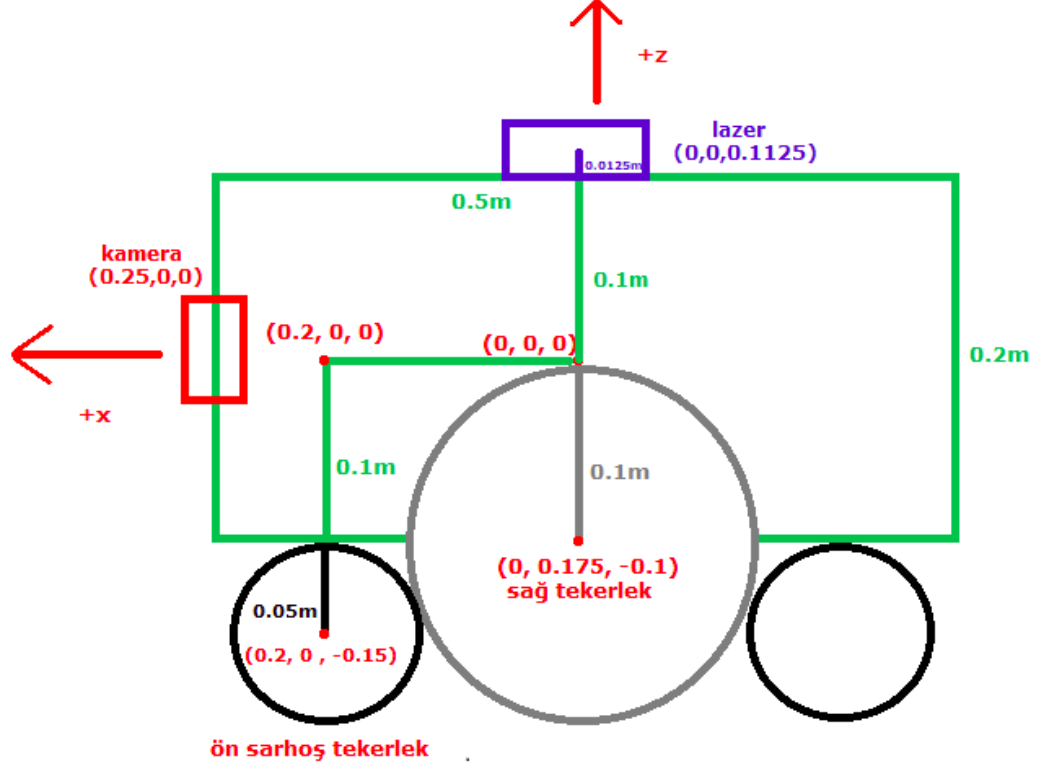 +z
lazer
(0,0,0.1125)
0.0125m
0.5m
kamera
(0.25,0,0)
0.1m
(0.2, 0, 0)
(0, 0, 0)
0.2m
+x
0.1m
0.1m
(0, 0.175, -0.1)
sağ tekerlek
0.05m
(0.2, 0 , -0.15)
ön sarhoş tekerlek